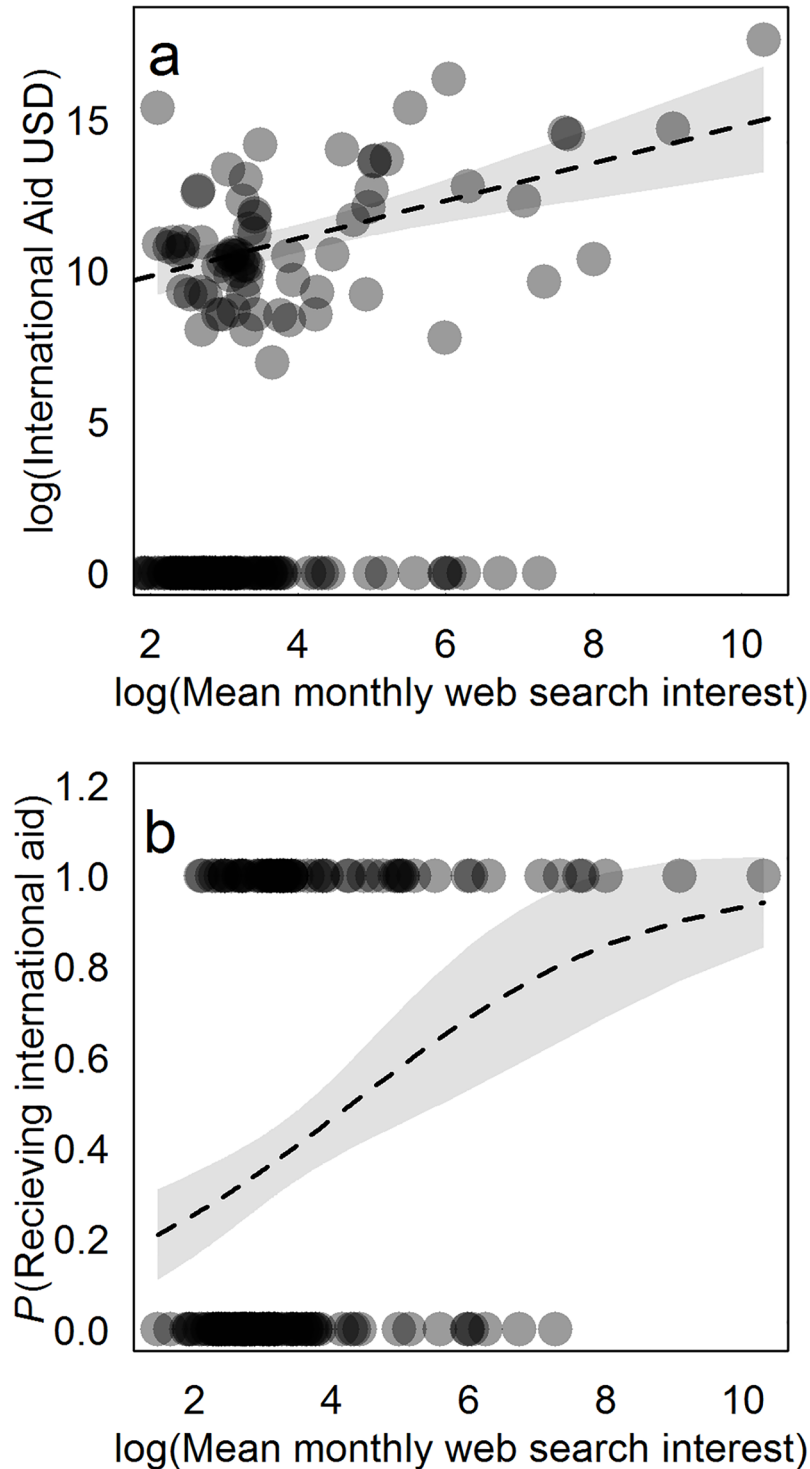 a
log(International Aid USD)
15
10
5
0
2 4 6 8 10
log(Mean monthly web search interest)
b
P(Recieving international aid)
1.2
1.0
0.8
0.6
0.4
0.2
0.0
2 4 6 8 10
log(Mean monthly web search interest)